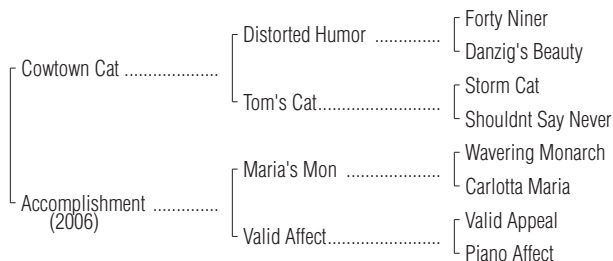 Forty Niner
Distorted Humor ..............
Danzig's Beauty
Cowtown Cat ....................
Storm Cat
Tom's Cat..........................
Shouldnt Say Never
Wavering Monarch
Maria's Mon ....................
Carlotta Maria
Accomplishment ..............
(2006)
Valid Appeal
Valid Affect........................
Piano Affect